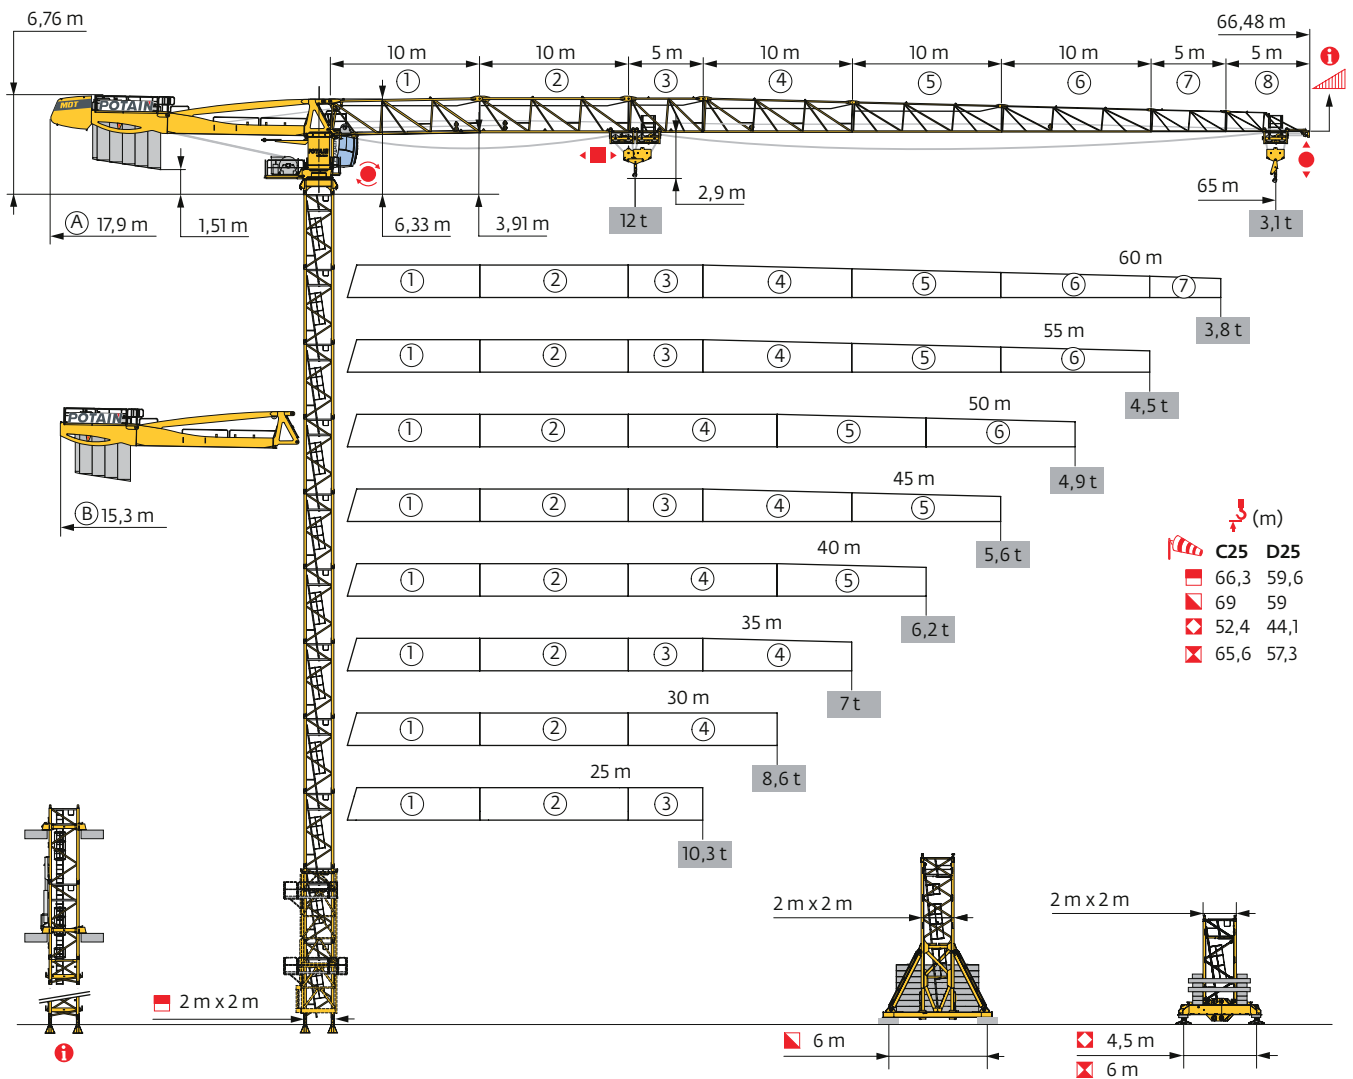 6,76 m
66,48 m
10 m 10 m 5 m 10 m 10 m 10 m 5 m 5 m
1 2 3 4 5 6 7 8
i
MDT POTAIN
POTAIN
2,9 m
65 m
A 17,9 m
1,51 m
6,33 m
3,91 m
12 t
3,1 t
60 m
1 2 3 4 5 6 7
3,8 t
55 m
1 2 3 4 5 6
4,5 t
POTAIN
50 m
1 2 4 5 6
4,9 t
B 15,3 m
45 m
1 2 3 4 5
5,6 t
(m)
C25 D25
66,3 59,6
69 59
52,4 44,1
65,6 57,3
40 m
1 2 4 5
6,2 t
35 m
1 2 3 4
7 t
30 m
1 2 4
8,6 t
25 m
1 2 3
10,3 t
2 m x 2 m
2 m x 2 m
2 m x 2 m
i
6 m
4,5 m
6 m